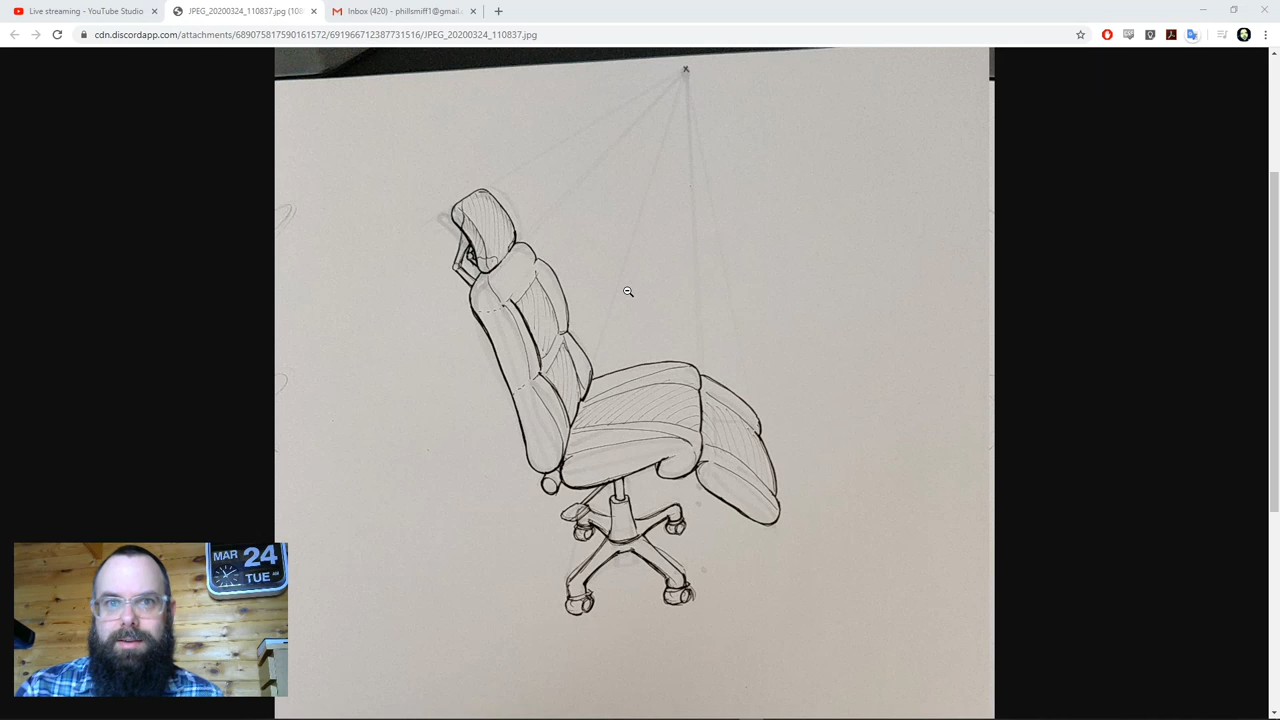 Live streaming - YouTube Studio
JPEG_20200324_110837.jpg (108
Inbox (420) - phillsmiff1@gmail.c
cdn.discordapp.com/attachments/689075817590161572/691966712387731516/JPEG_20200324_110837.jpg
MAR 24
TUE